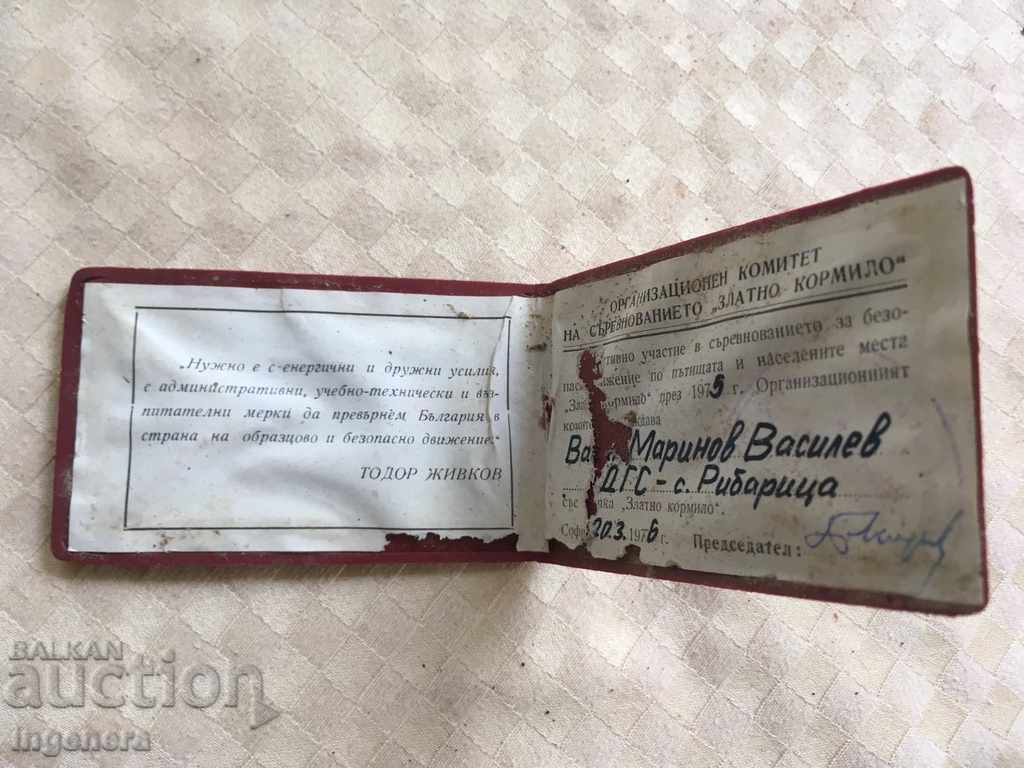 „Нужно е с енергични и дружни усилия,
с административни, учебно-технически и въз-
питателни мерки да превърнем България в
страна на образцово и безопасно движение.“
ТОДОР ЖИВКОВ
ОРГАНИЗАЦИОНЕН КОМИТЕТ
НА СЪРЕВНОВАНИЕТО „ЗЛАТНО КОРМИЛО“
участие в съревнованието за безо-
по пътищата и населените места
кормило“ през 1975 г. Организационният
Маринов Василев
ДГС - с. Рибарица
със „Златно кормило“.
20.3. 1976 г.
Председател:
BALKAN
auction
ingenera